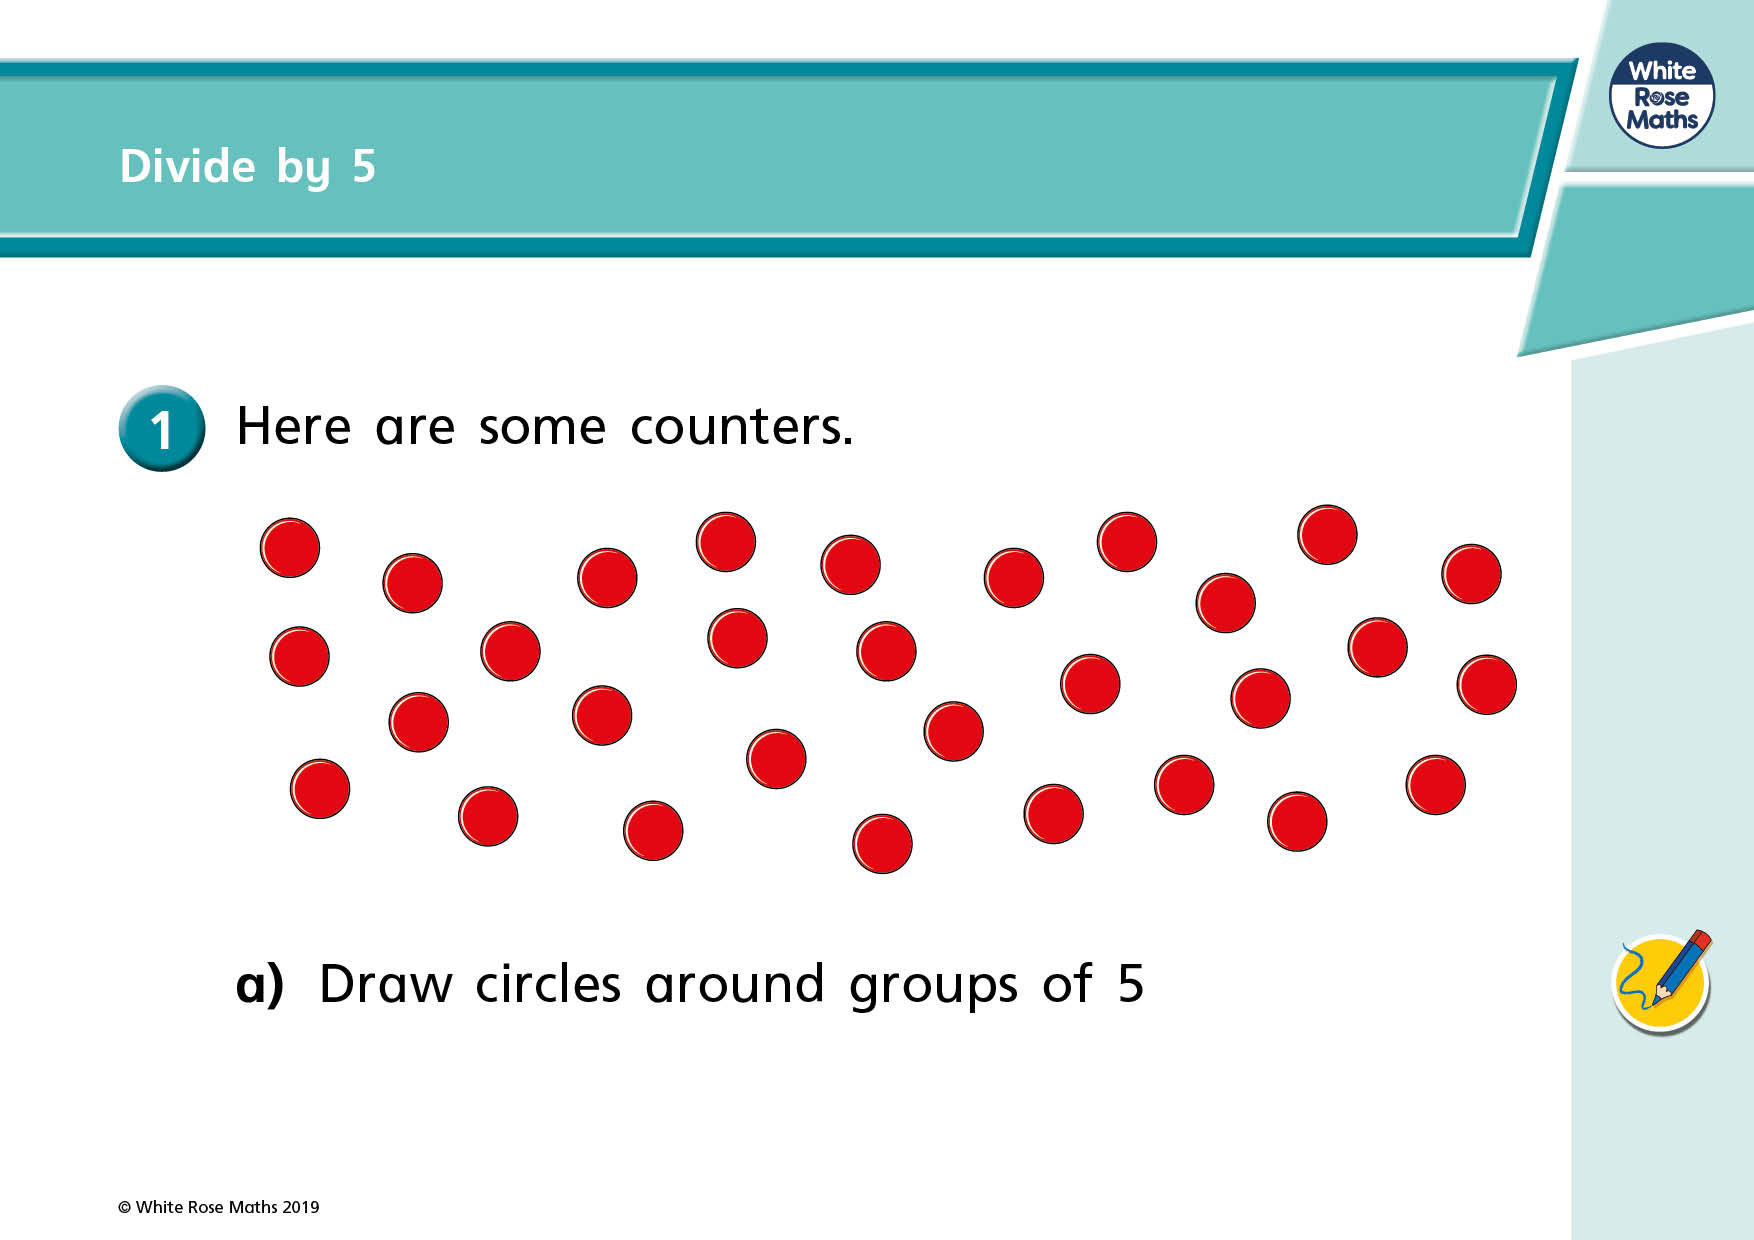 White
Rose
Maths
Divide by 5
1 Here are some counters.
a) Draw circles around groups of 5
© White Rose Maths 2019